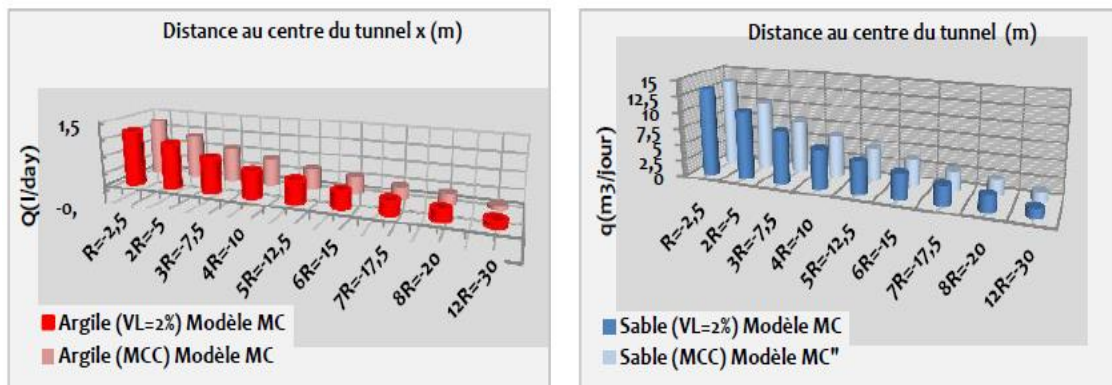 Distance au centre du tunnel x (m)
1,5
-0,
Q(l/day)
R=-2,5
2R=-5
3R=-7,5
4R=-10
5R=-12,5
6R=-15
7R=-17,5
8R=-20
12R=-30
Argile (VL=2%) Modèle MC
Argile (MCC) Modèle MC
Distance au centre du tunnel (m)
15
12,5
10
7,5
5
2,5
0
q(m3/jour)
R=-2,5
2R=-5
3R=-7,5
4R=-10
5R=-12,5
6R=-15
7R=-17,5
8R=-20
12R=-30
Sable (VL=2%) Modèle MC
Sable (MCC) Modèle MC"